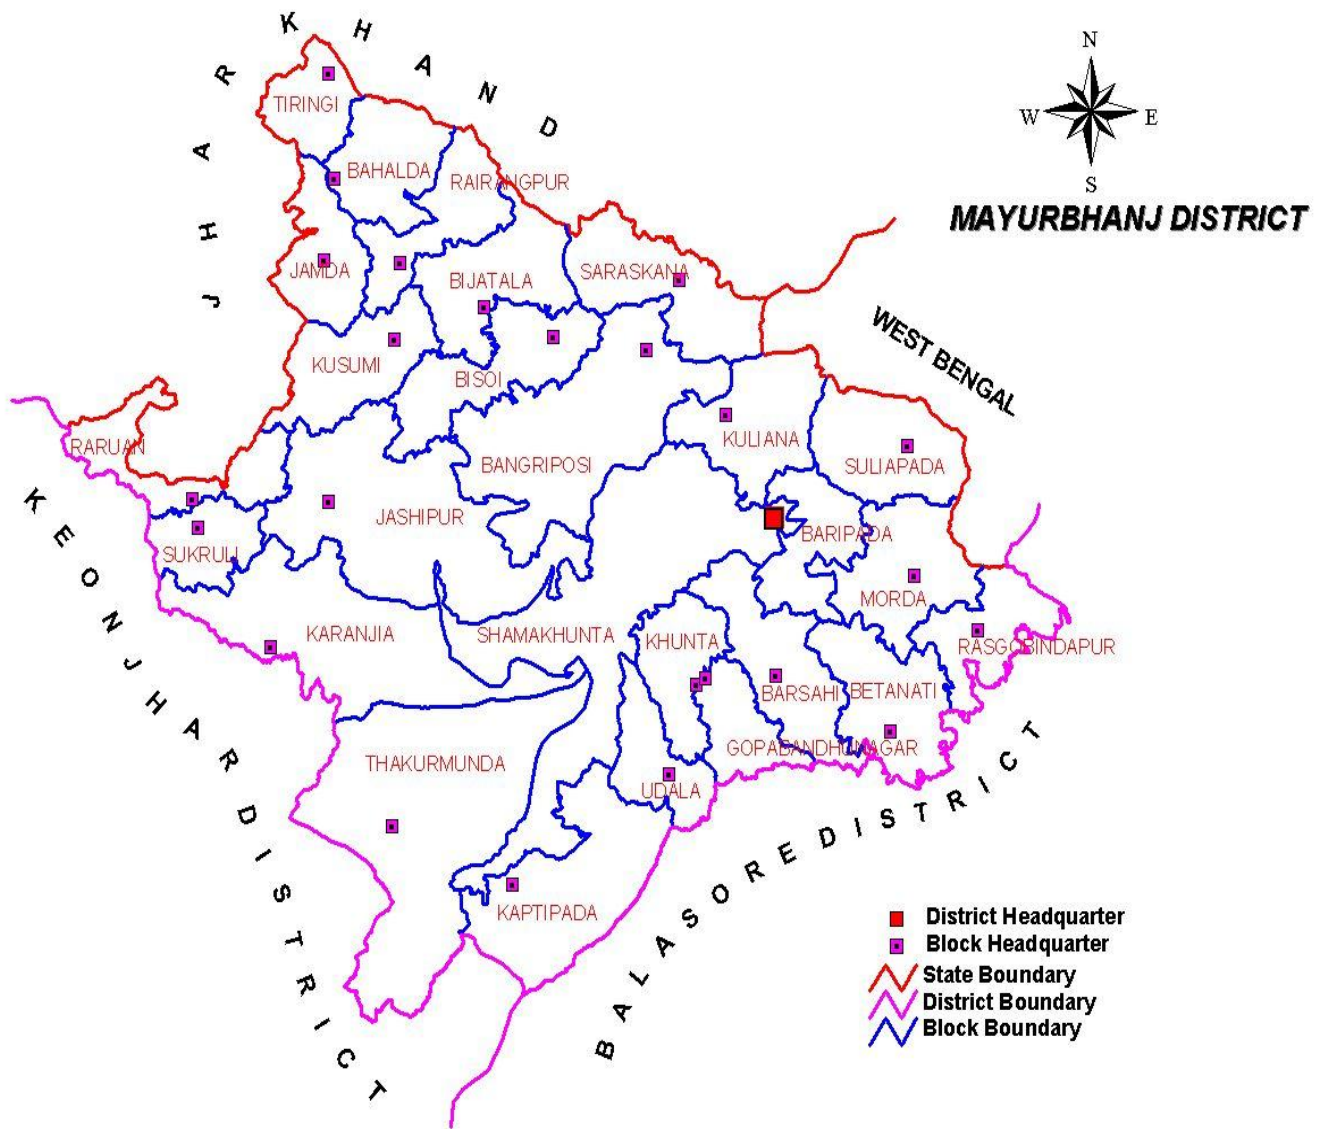 JHARKHAND
N
W E
S
MAYURBHANJ DISTRICT
TIRINGI
BAHALDA
RAIRANGPUR
JAMDA
BIJATALA
SARASKANA
WEST BENGAL
KUSUMI
BISOI
RARUAN
BANGRIPOSI
KULIANA
SULIAPADA
JASHIPUR
BARIPADA
SUKRULI
MORDA
KARANJIA
SHAMAKHUNTA
KHUNTA
RASGOBINDAPUR
BARSAHI
BETANATI
GOPABANDHUNAGAR
THAKURMUNDA
UDALA
KAPTIPADA
KEONJHAR DISTRICT
BALASORE DISTRICT
District Headquarter
Block Headquarter
State Boundary
District Boundary
Block Boundary